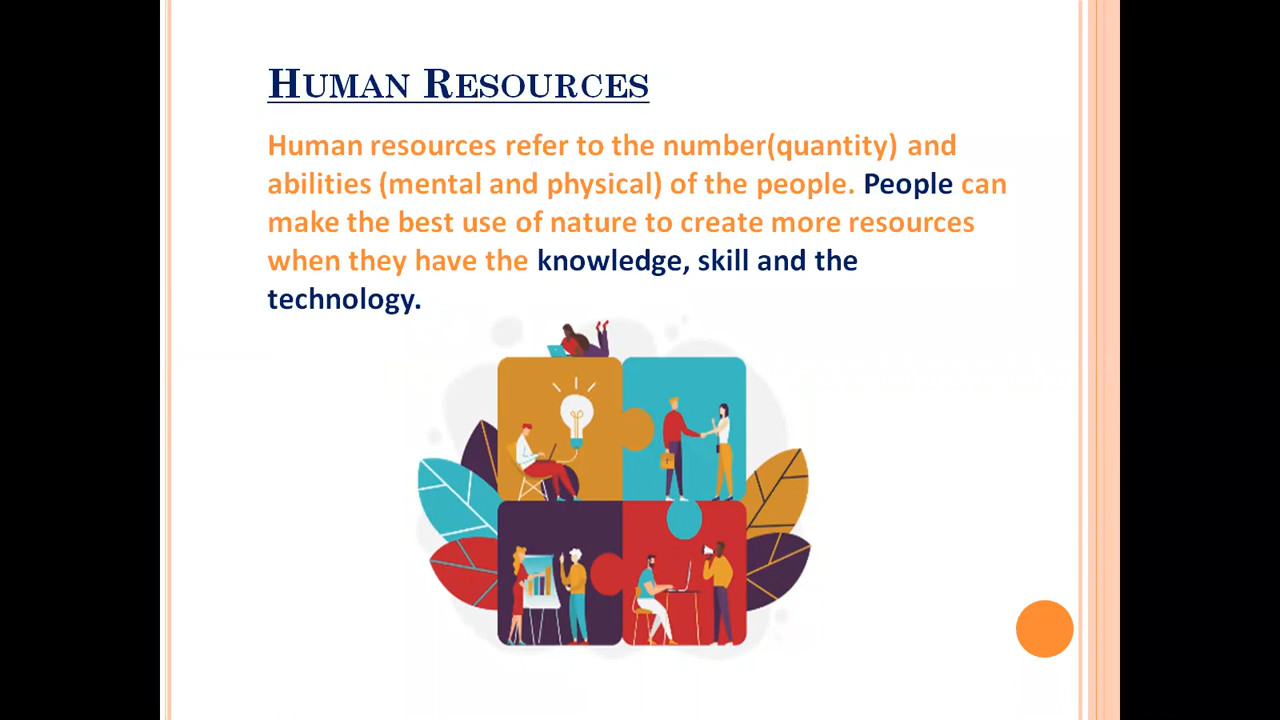 Human Resources
Human resources refer to the number(quantity) and
abilities (mental and physical) of the people. People can
make the best use of nature to create more resources
when they have the knowledge, skill and the
technology.